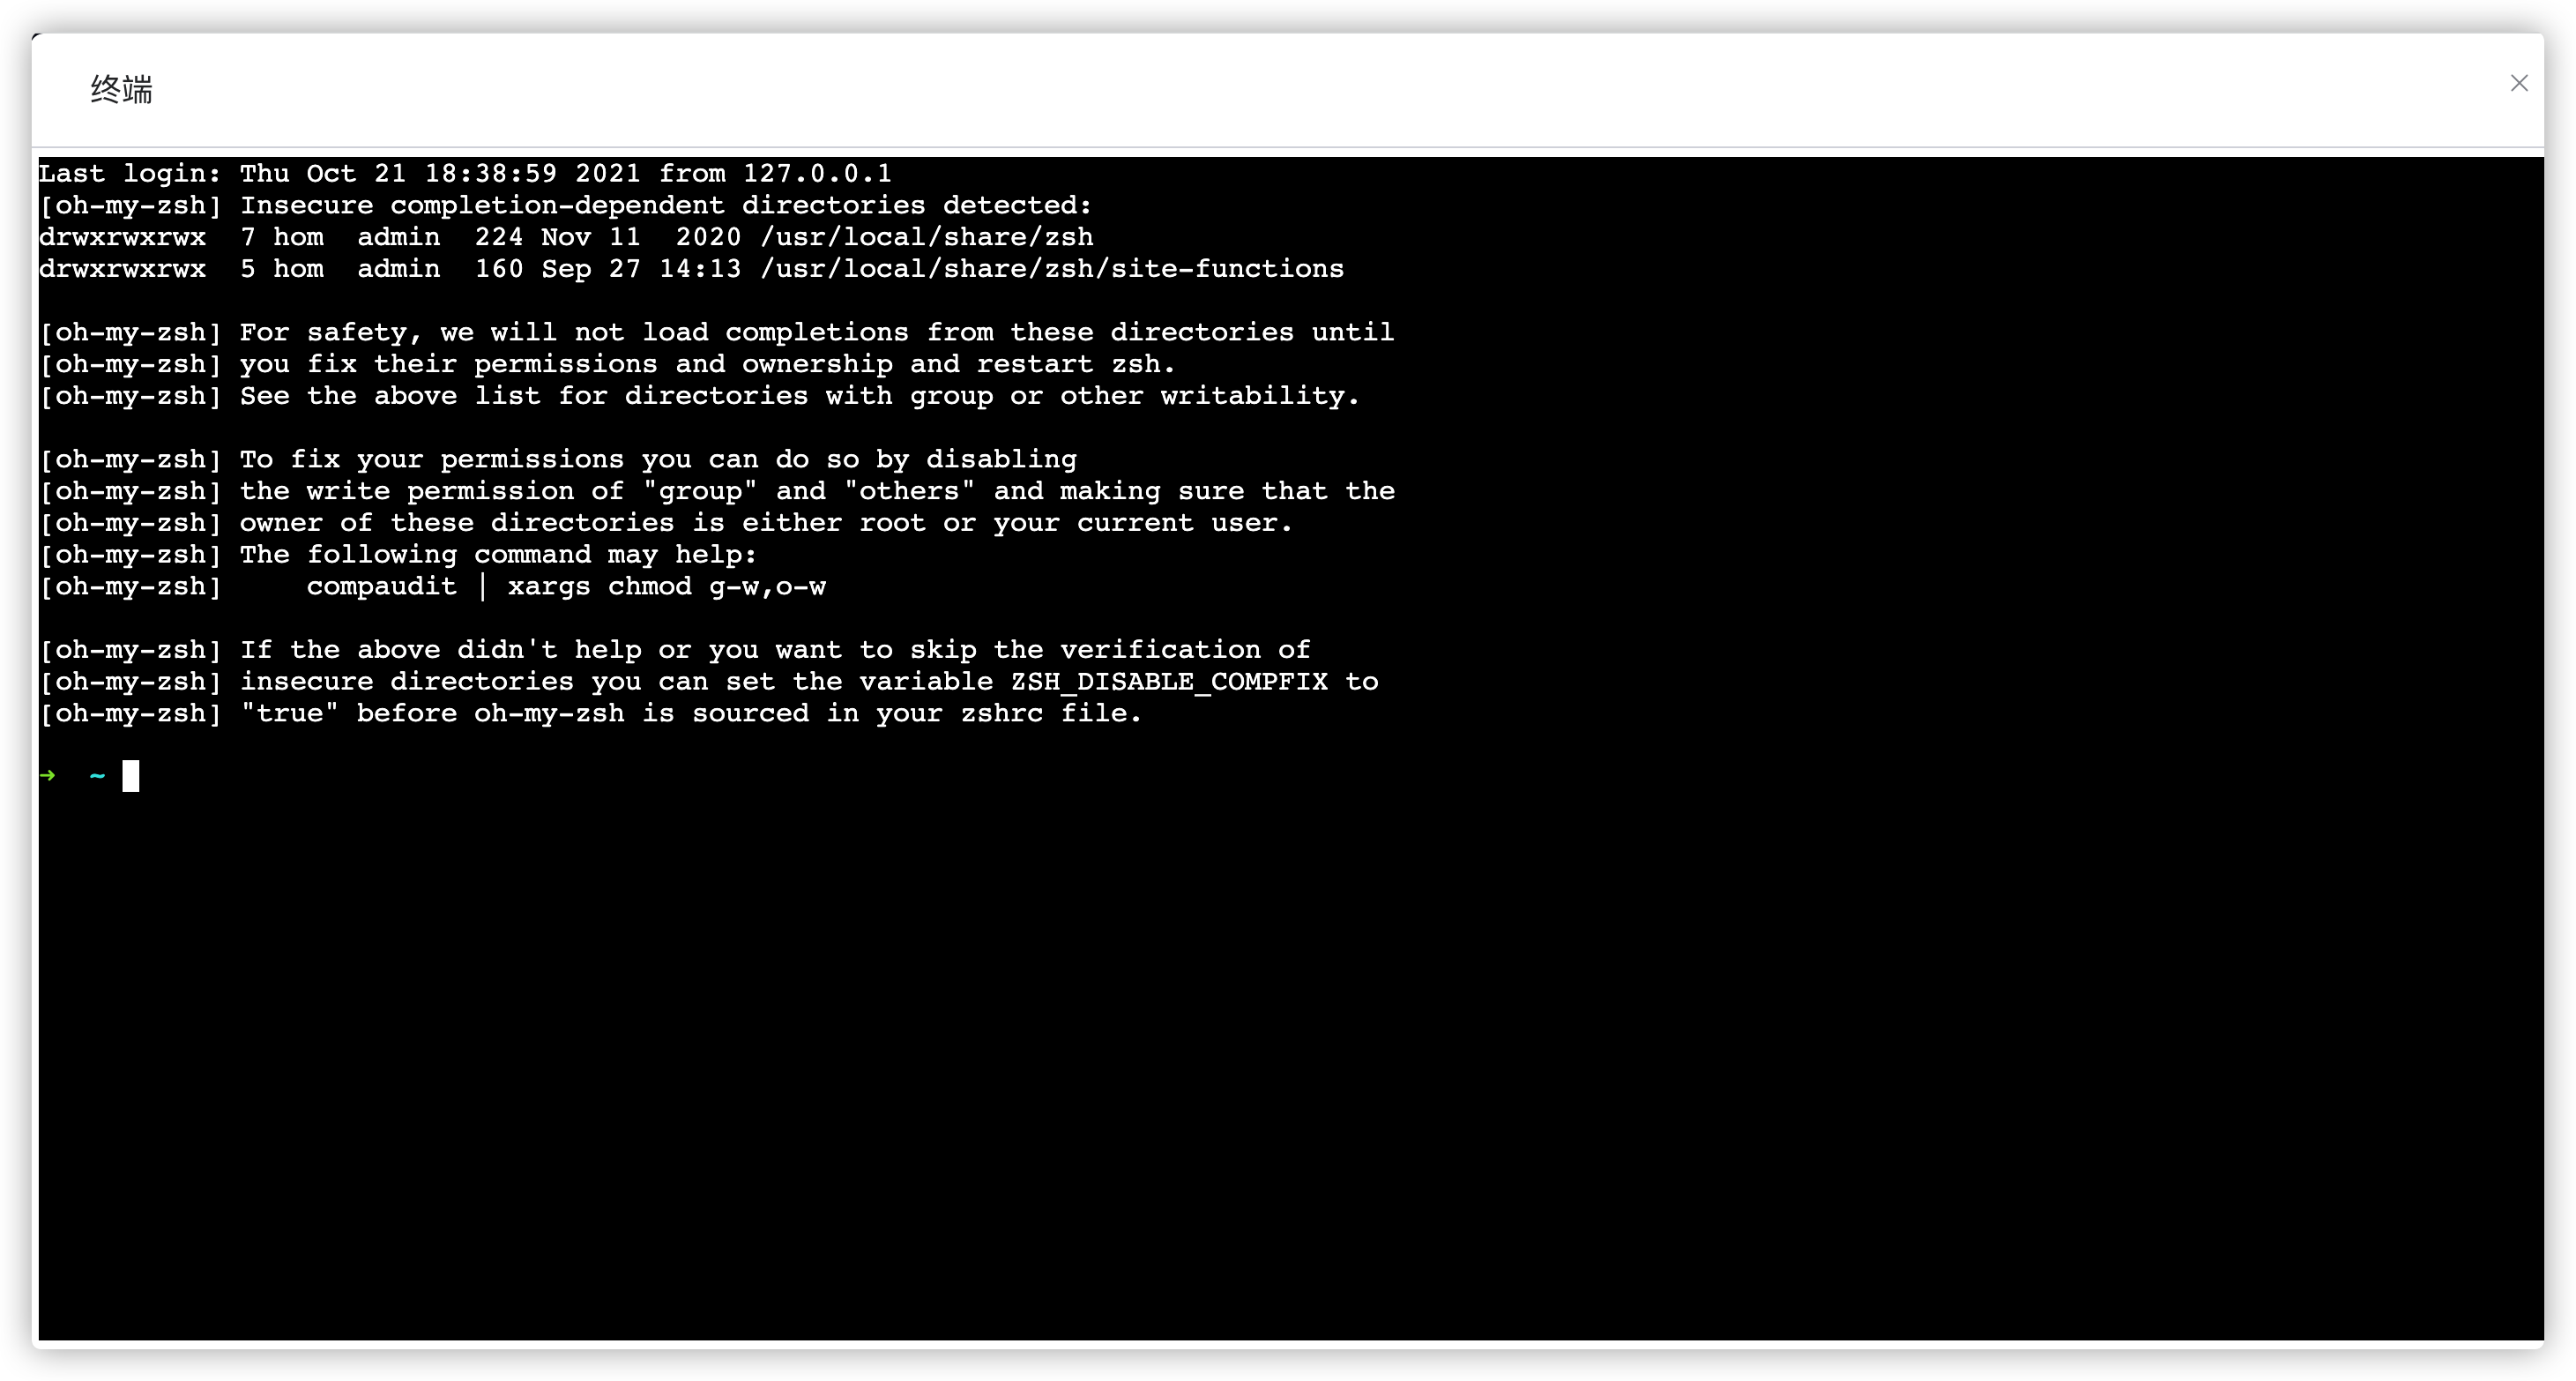 终端
Last login: Thu Oct 21 18:38:59 2021 from 127.0.0.1
[oh-my-zsh] Insecure completion-dependent directories detected:
drwxrwxrwx  7 hom  admin  224 Nov 11  2020 /usr/local/share/zsh
drwxrwxrwx  5 hom  admin  160 Sep 27 14:13 /usr/local/share/zsh/site-functions
[oh-my-zsh] For safety, we will not load completions from these directories until
[oh-my-zsh] you fix their permissions and ownership and restart zsh.
[oh-my-zsh] See the above list for directories with group or other writability.
[oh-my-zsh] To fix your permissions you can do so by disabling
[oh-my-zsh] the write permission of "group" and "others" and making sure that the
[oh-my-zsh] owner of these directories is either root or your current user.
[oh-my-zsh] The following command may help:
[oh-my-zsh]     compaudit | xargs chmod g-w,o-w
[oh-my-zsh] If the above didn't help or you want to skip the verification of
[oh-my-zsh] insecure directories you can set the variable ZSH_DISABLE_COMPFIX to
[oh-my-zsh] "true" before oh-my-zsh is sourced in your zshrc file.
➜  ~